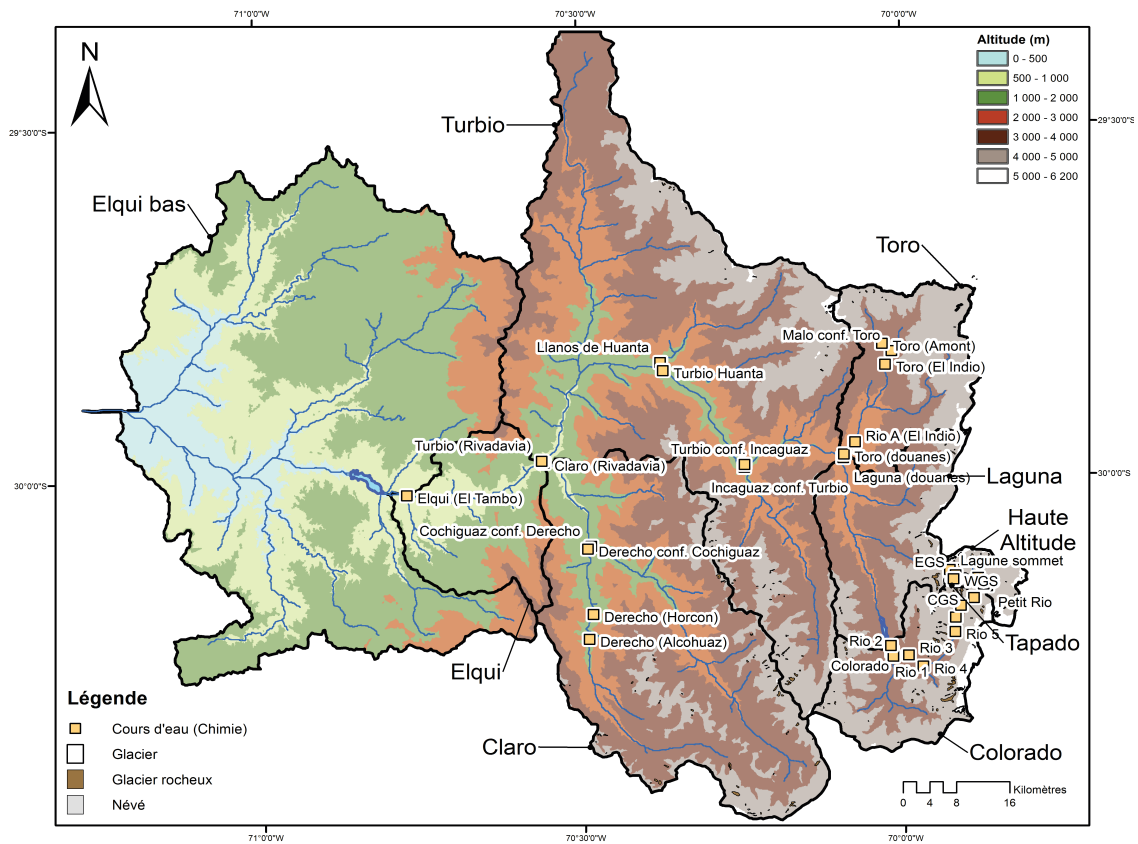 71°0'0"W
70°30'0"W
70°0'0"W
N
Altitude (m)
0 - 500
500 - 1 000
1 000 - 2 000
2 000 - 3 000
3 000 - 4 000
4 000 - 5 000
5 000 - 6 200
29°30'0"S
29°30'0"S
Turbio
Elqui bas
Toro
Malo conf. Toro
Toro (Amont)
Llanos de Huanta
Toro (El Indio)
Turbio Huanta
Rio A (El Indio)
Turbio (Rivadavia)
Turbio conf. Incaguaz
Toro (douanes)
Claro (Rivadavia)
Laguna (douanes)
Laguna
30°0'0"S
30°0'0"S
Incaguaz conf. Turbio
Elqui (El Tambo)
Haute
Altitude
Cochiguaz conf. Derecho
Derecho conf. Cochiguaz
EGS
Lagune sommet
WGS
CGS
Petit Rio
Derecho (Horcon)
Rio 5
Derecho (Alcohuaz)
Rio 2
Rio 3
Tapado
Elqui
Colorado
Rio 1
Rio 4
Légende
Cours d'eau (Chimie)
Claro
Colorado
Glacier
Glacier rocheux
Kilomètres
Névé
0 4 8 16
71°0'0"W
70°30'0"W
70°0'0"W